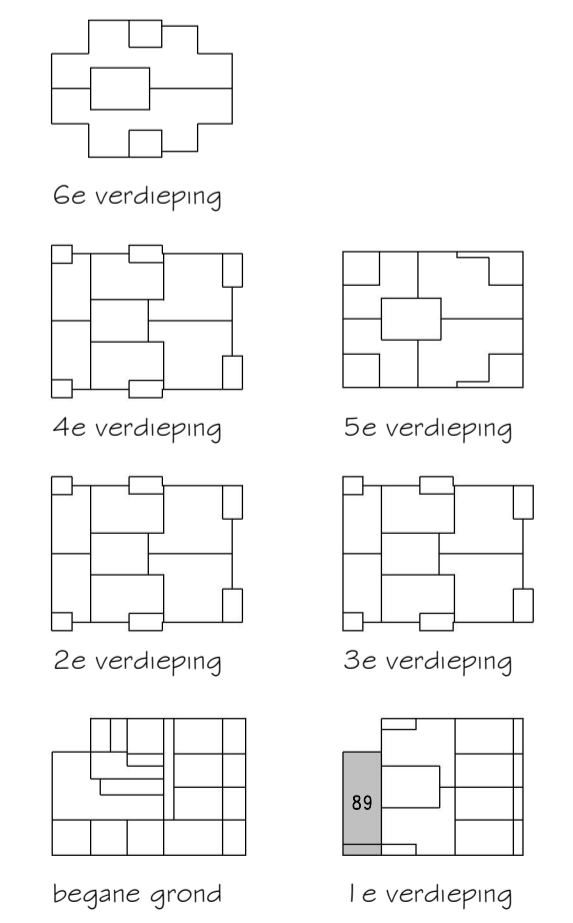 6e verdieping
4e verdieping
5e verdieping
2e verdieping
3e verdieping
89
begane grond
1e verdieping